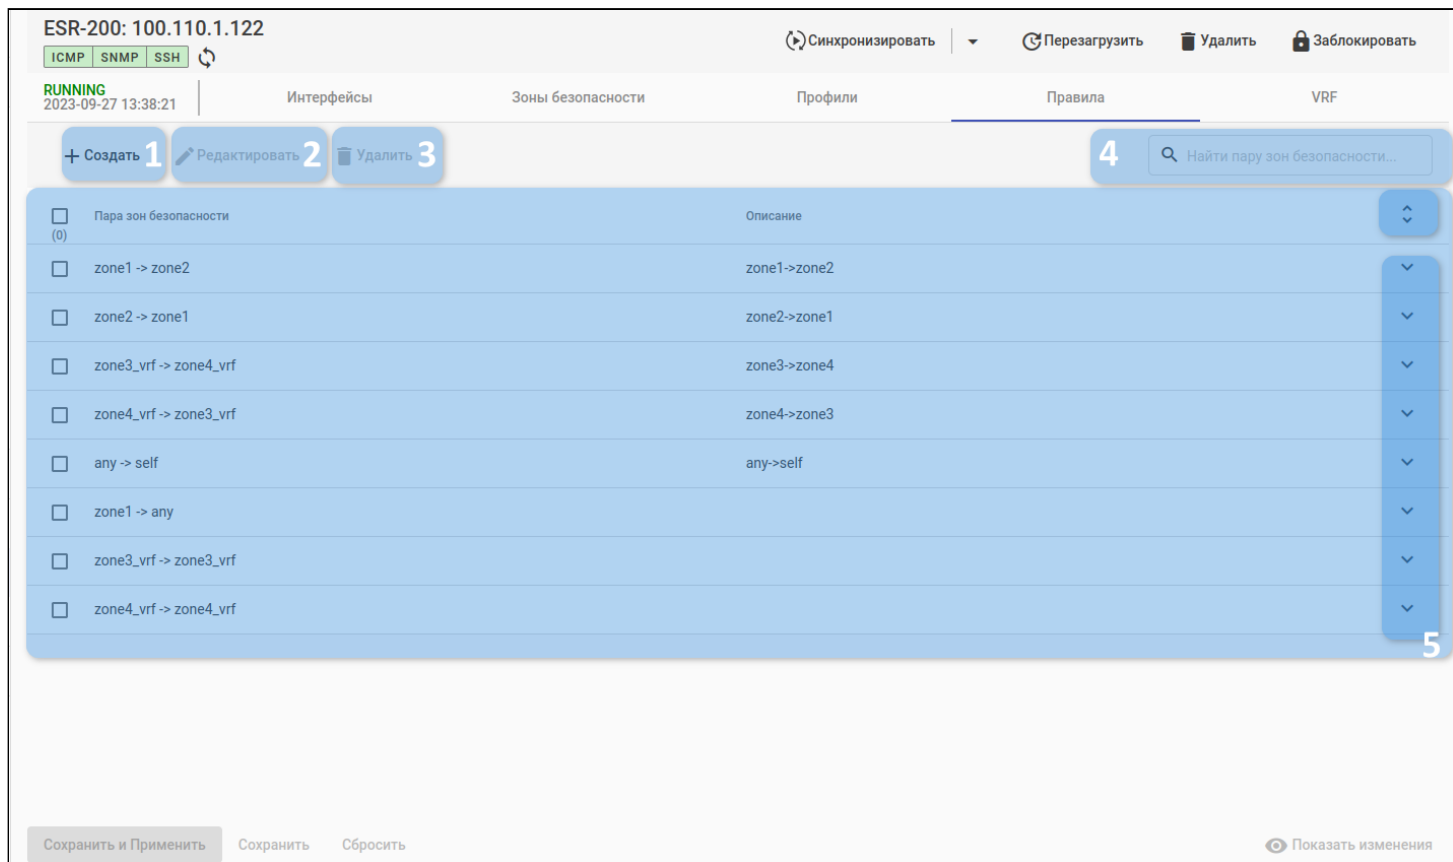 ESR-200: 100.110.1.122
ICMP SNMP SSH
Синхронизировать Перезагрузить Удалить Заблокировать
RUNNING
2023-09-27 13:38:21
Интерфейсы Зоны безопасности Профили Правила VRF
+ Создать 1 Редактировать 2 Удалить 3 4 Найти пару зон безопасности...
Пара зон безопасности Описание
(0)
zone1 -> zone2 zone1->zone2
zone2 -> zone1 zone2->zone1
zone3_vrf -> zone4_vrf zone3->zone4
zone4_vrf -> zone3_vrf zone4->zone3
any -> self any->self
zone1 -> any
zone3_vrf -> zone3_vrf
zone4_vrf -> zone4_vrf
5
Сохранить и Применить Сохранить Сбросить Показать изменения